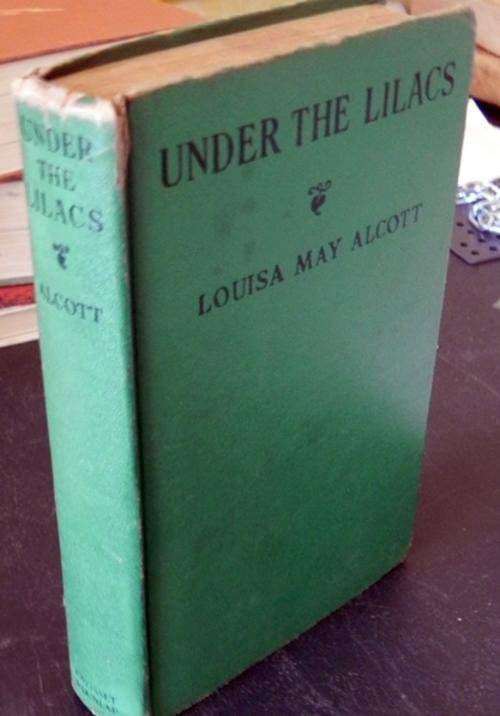 UNDER
THE
LILACS
ALCOTT
UNDER THE LILACS
LOUISA MAY ALCOTT